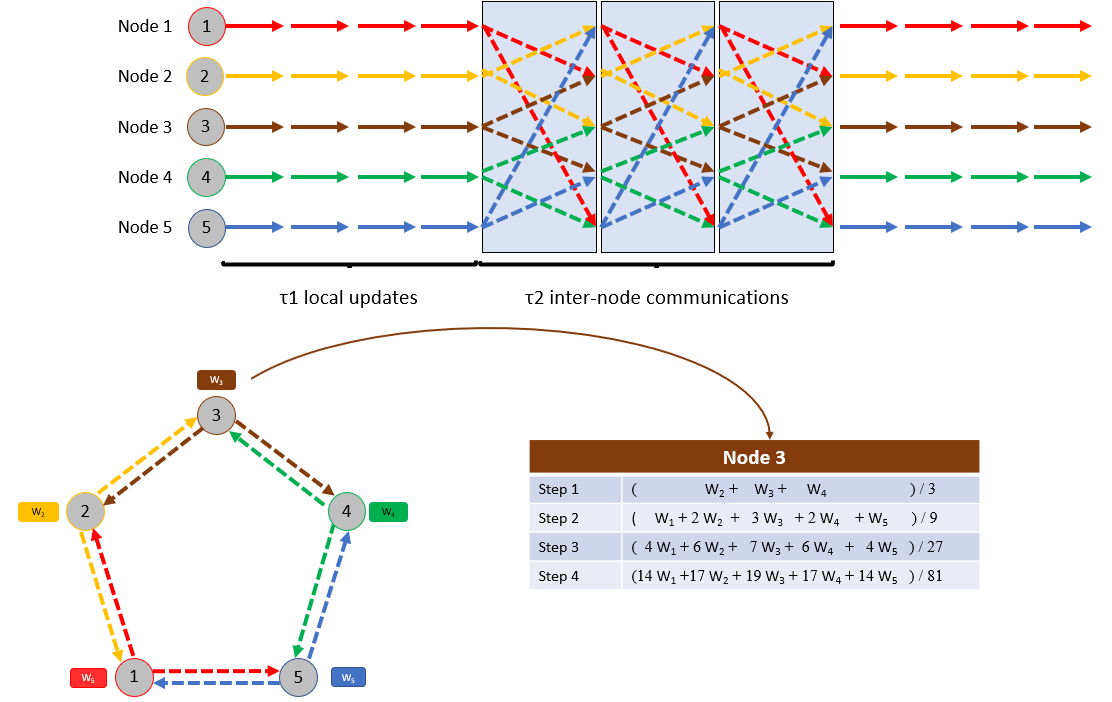 Node 1 1
Node 2 2
Node 3 3
Node 4 4
Node 5 5
τ1 local updates
τ2 inter-node communications
W₃
3
W₂ 2
4 W₄
W₅ 1
5 W₅
Node 3
Step 1 ( W₂ + W₃ + W₄ ) / 3
Step 2 ( W₁ + 2 W₂ + 3 W₃ + 2 W₄ + W₅ ) / 9
Step 3 ( 4 W₁ + 6 W₂ + 7 W₃ + 6 W₄ + 4 W₅ ) / 27
Step 4 (14 W₁ +17 W₂ + 19 W₃ + 17 W₄ + 14 W₅ ) / 81